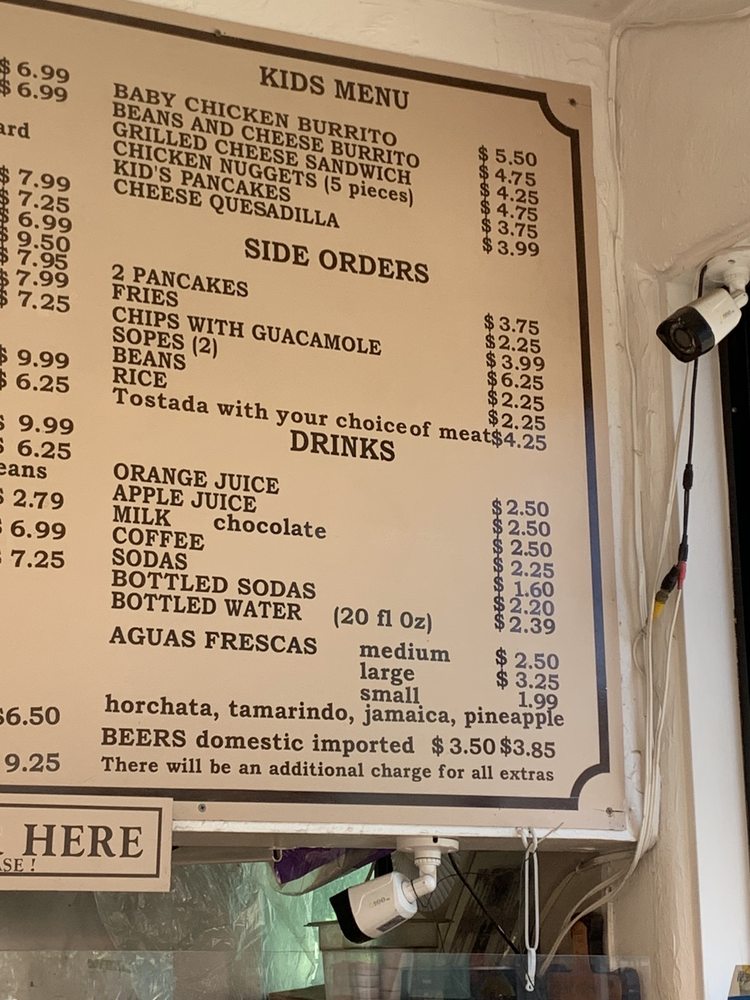 $ 6.99
$ 6.99
ard
$ 7.99
$ 7.25
$ 6.99
$ 9.50
$ 7.95
$ 7.99
$ 7.25
$ 9.99
$ 6.25
$ 9.99
$ 6.25
eans
$ 2.79
$ 6.99
$ 7.25
$6.50
9.25
KIDS MENU
BABY CHICKEN BURRITO $ 5.50
BEANS AND CHEESE BURRITO $ 4.75
GRILLED CHEESE SANDWICH $ 4.25
CHICKEN NUGGETS (5 pieces) $ 4.75
KID'S PANCAKES $ 3.75
CHEESE QUESADILLA $ 3.99
SIDE ORDERS
2 PANCAKES $ 3.75
FRIES $ 2.25
CHIPS WITH GUACAMOLE $ 3.99
SOPES (2) $ 6.25
BEANS $ 2.25
RICE $ 2.25
Tostada with your choice of meat $4.25
DRINKS
ORANGE JUICE $ 2.50
APPLE JUICE $ 2.50
MILK chocolate $ 2.50
COFFEE $ 2.25
SODAS $ 1.60
BOTTLED SODAS $ 2.20
BOTTLED WATER (20 fl Oz) $ 2.39
AGUAS FRESCAS medium $ 2.50
large $ 3.25
small 1.99
horchata, tamarindo, jamaica, pineapple
BEERS domestic imported $ 3.50 $3.85
There will be an additional charge for all extras
HERE
ASE !